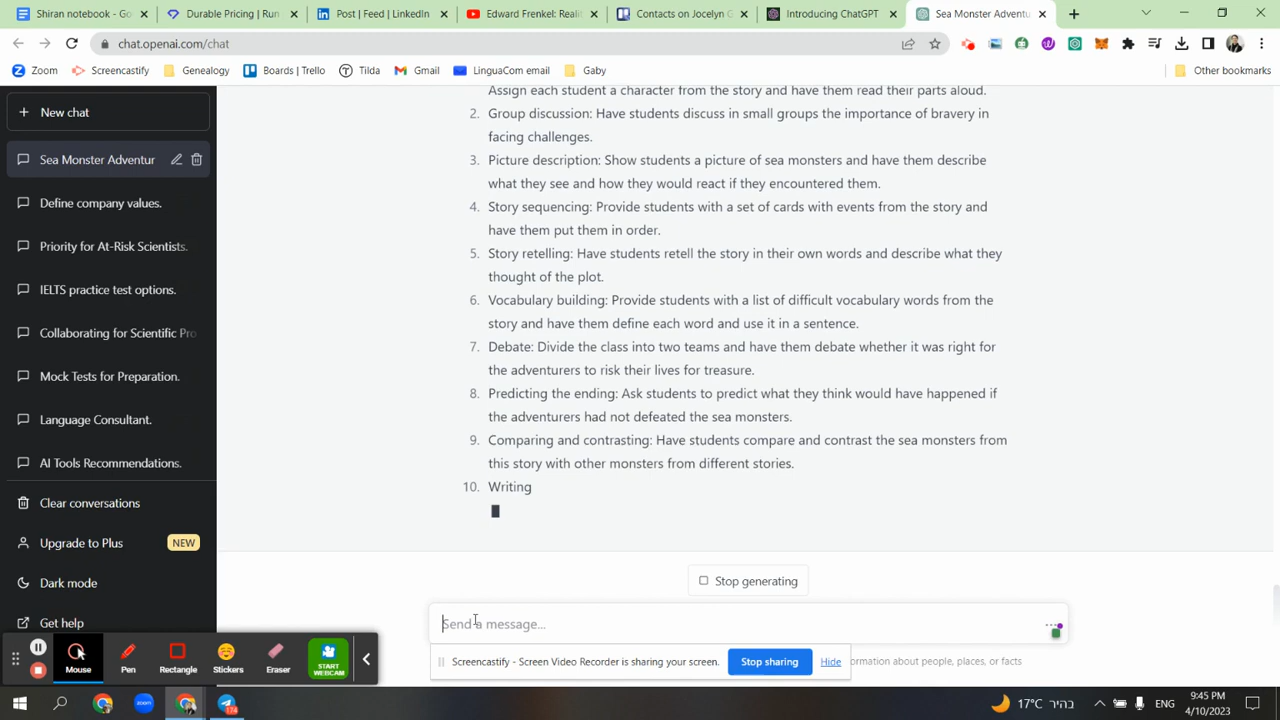 Shiran notebook - Go
Durable Pricing | Run
Post | Feed | LinkedIn
Edward Frenkel: Reali
Contacts on Jocelyn G
Introducing ChatGPT
Sea Monster Adventu
chat.openai.com/chat
Zoom
Screencastify
Genealogy
Boards | Trello
Tilda
Gmail
LinguaCom email
Gaby
Other bookmarks
New chat
Sea Monster Adventur
Define company values.
Priority for At-Risk Scientists.
IELTS practice test options.
Collaborating for Scientific Pro
Mock Tests for Preparation.
Language Consultant.
AI Tools Recommendations.
Clear conversations
Upgrade to Plus
NEW
Dark mode
Get help
Assign each student a character from the story and have them read their parts aloud.
2. Group discussion: Have students discuss in small groups the importance of bravery in
facing challenges.
3. Picture description: Show students a picture of sea monsters and have them describe
what they see and how they would react if they encountered them.
4. Story sequencing: Provide students with a set of cards with events from the story and
have them put them in order.
5. Story retelling: Have students retell the story in their own words and describe what they
thought of the plot.
6. Vocabulary building: Provide students with a list of difficult vocabulary words from the
story and have them define each word and use it in a sentence.
7. Debate: Divide the class into two teams and have them debate whether it was right for
the adventurers to risk their lives for treasure.
8. Predicting the ending: Ask students to predict what they think would have happened if
the adventurers had not defeated the sea monsters.
9. Comparing and contrasting: Have students compare and contrast the sea monsters from
this story with other monsters from different stories.
10. Writing
Stop generating
Send a message...
Mouse
Pen
Rectangle
Stickers
Eraser
START
WEBCAM
Screencastify - Screen Video Recorder is sharing your screen.
Stop sharing
Hide
formation about people, places, or facts
174
17°C בהיר
ENG
9:45 PM
4/10/2023